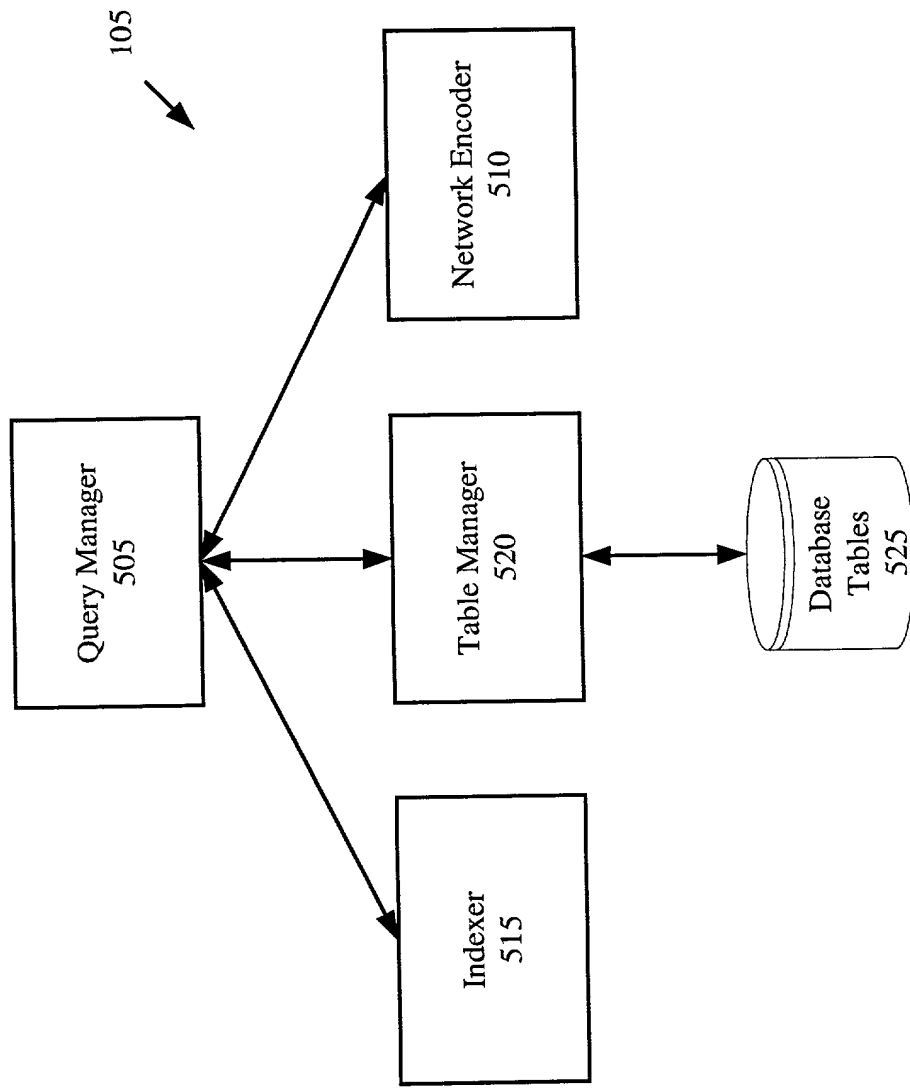 105
Query Manager
505
Indexer
515
Table Manager
520
Network Encoder
510
Database
Tables
525